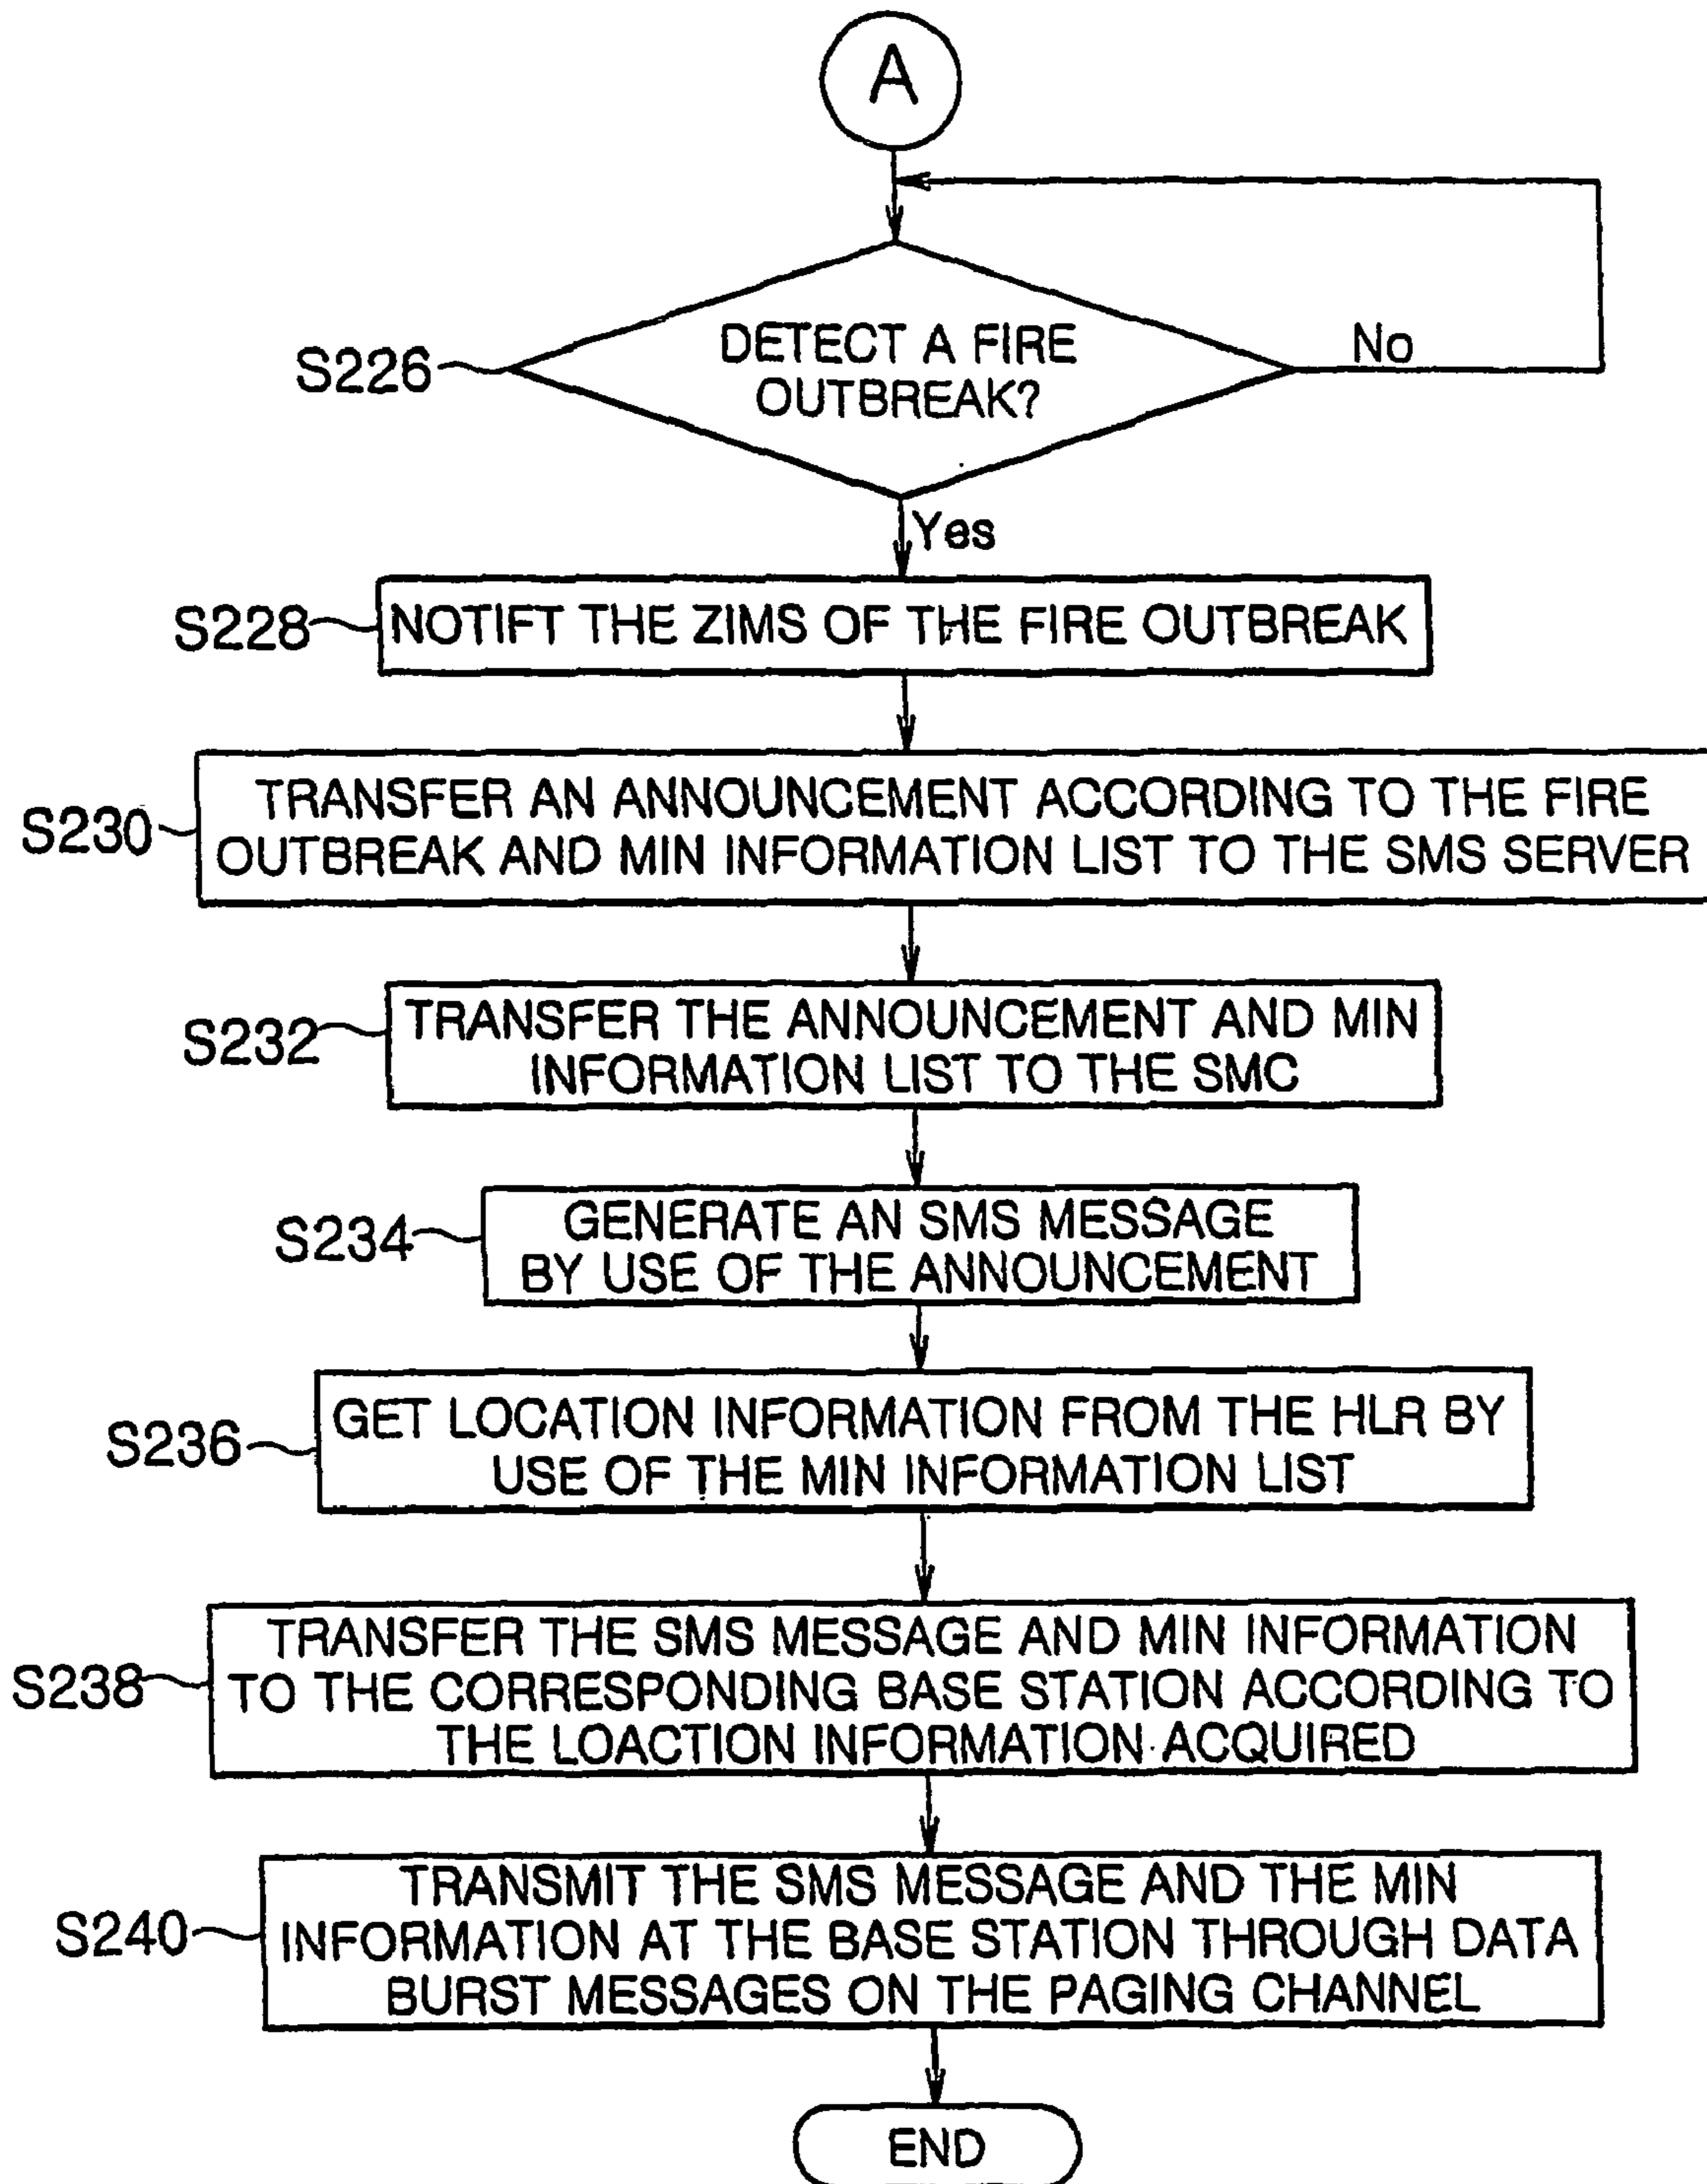 A
S226
DETECT A FIRE
OUTBREAK?
No
Yes
S228
NOTIFT THE ZIMS OF THE FIRE OUTBREAK
S230
TRANSFER AN ANNOUNCEMENT ACCORDING TO THE FIRE
OUTBREAK AND MIN INFORMATION LIST TO THE SMS SERVER
S232
TRANSFER THE ANNOUNCEMENT AND MIN
INFORMATION LIST TO THE SMC
S234
GENERATE AN SMS MESSAGE
BY USE OF THE ANNOUNCEMENT
S236
GET LOCATION INFORMATION FROM THE HLR BY
USE OF THE MIN INFORMATION LIST
S238
TRANSFER THE SMS MESSAGE AND MIN INFORMATION
TO THE CORRESPONDING BASE STATION ACCORDING TO
THE LOACTION INFORMATION ACQUIRED
S240
TRANSMIT THE SMS MESSAGE AND THE MIN
INFORMATION AT THE BASE STATION THROUGH DATA
BURST MESSAGES ON THE PAGING CHANNEL
END